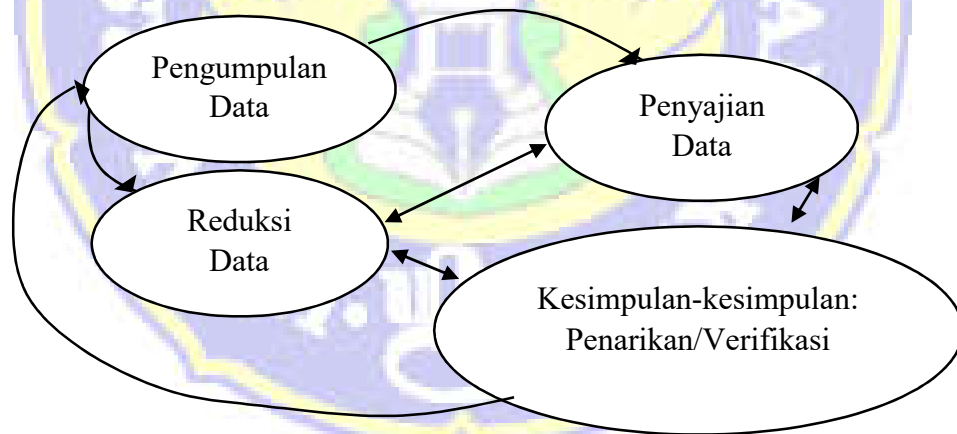 Pengumpulan
Data
Penyajian
Data
Reduksi
Data
Kesimpulan-kesimpulan:
Penarikan/Verifikasi